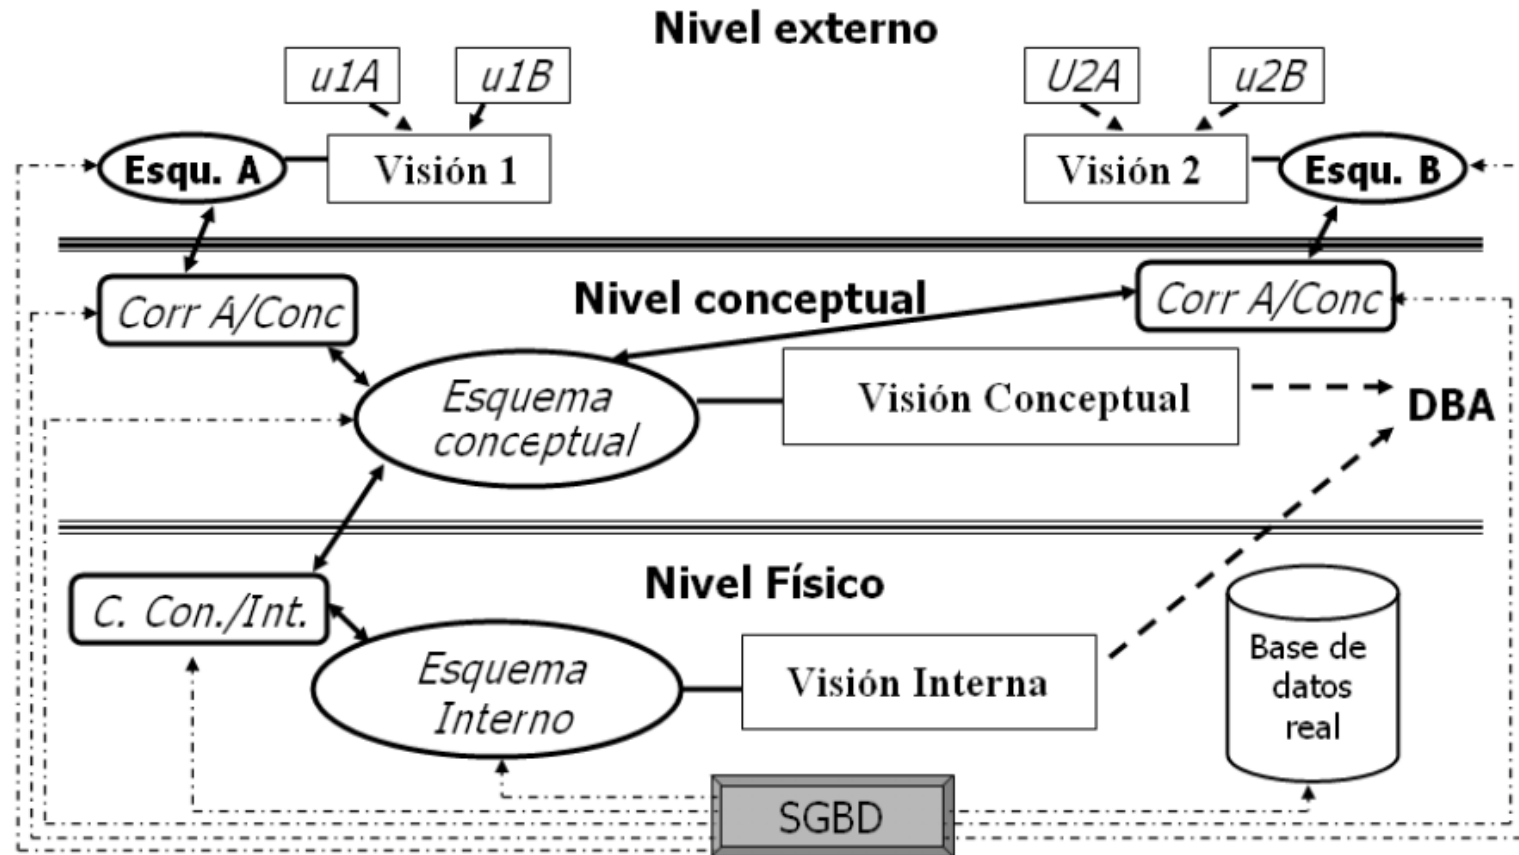 Nivel externo
u1A
u1B
U2A
u2B
Esqu. A
Visión 1
Visión 2
Esqu. B
Corr A/Conc
Nivel conceptual
Corr A/Conc
Esquema
conceptual
Visión Conceptual
DBA
Nivel Físico
C. Con./Int.
Esquema
Interno
Visión Interna
Base de
datos
real
SGBD